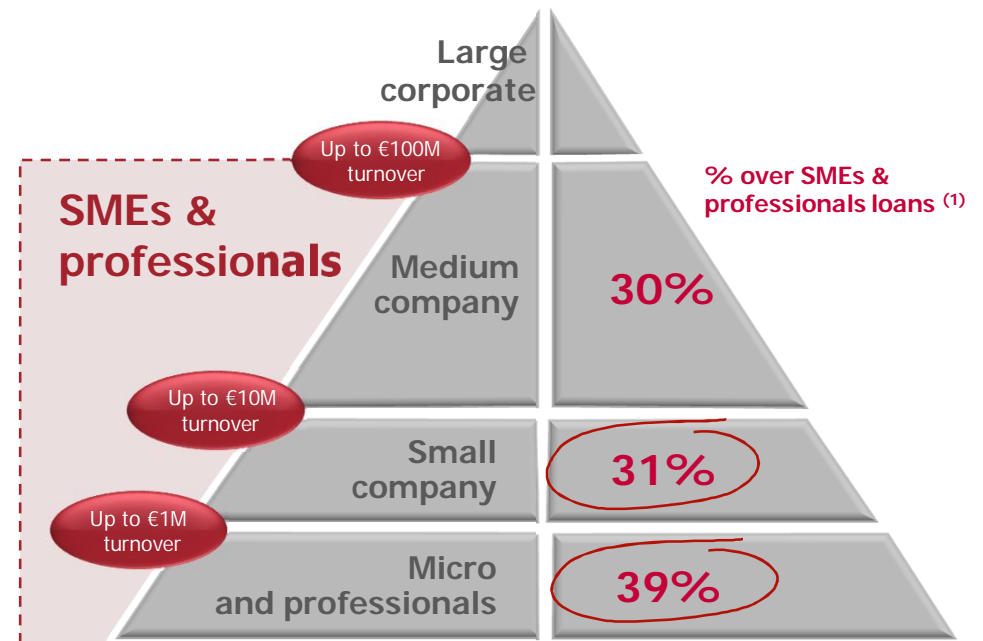 Large
corporate
Up to €100M
turnover
% over SMEs &
professionals loans (1)
SMEs &
professionals
Medium
company
30%
Up to €10M
turnover
Small
company
31%
Up to €1M
turnover
Micro
and professionals
39%